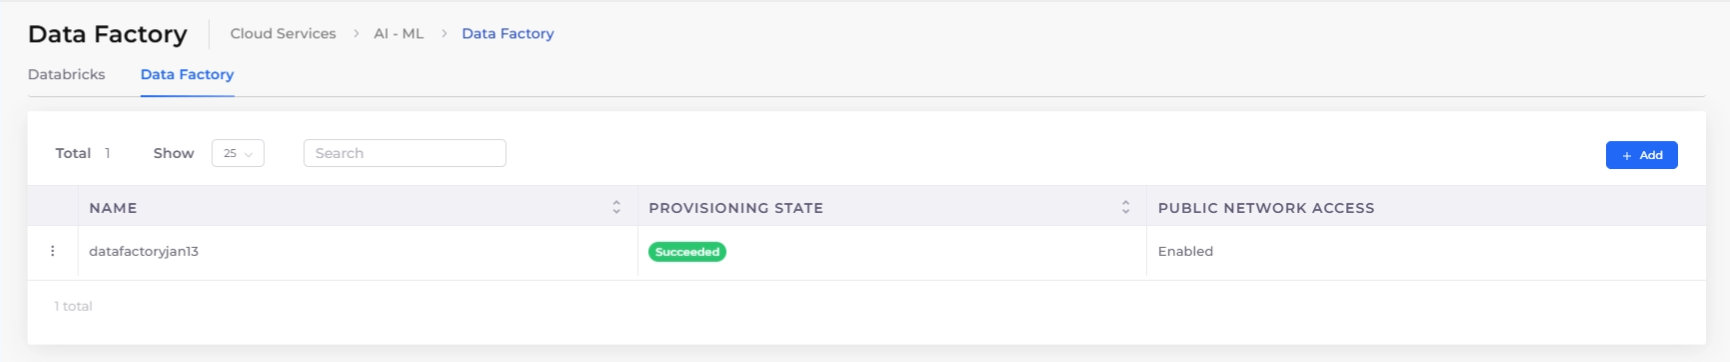 Data Factory Cloud Services > AI - ML > Data Factory
Databricks Data Factory
Total 1 Show 25 Search + Add
NAME PROVISIONING STATE PUBLIC NETWORK ACCESS
datafactoryjan13 Succeeded Enabled
1 total